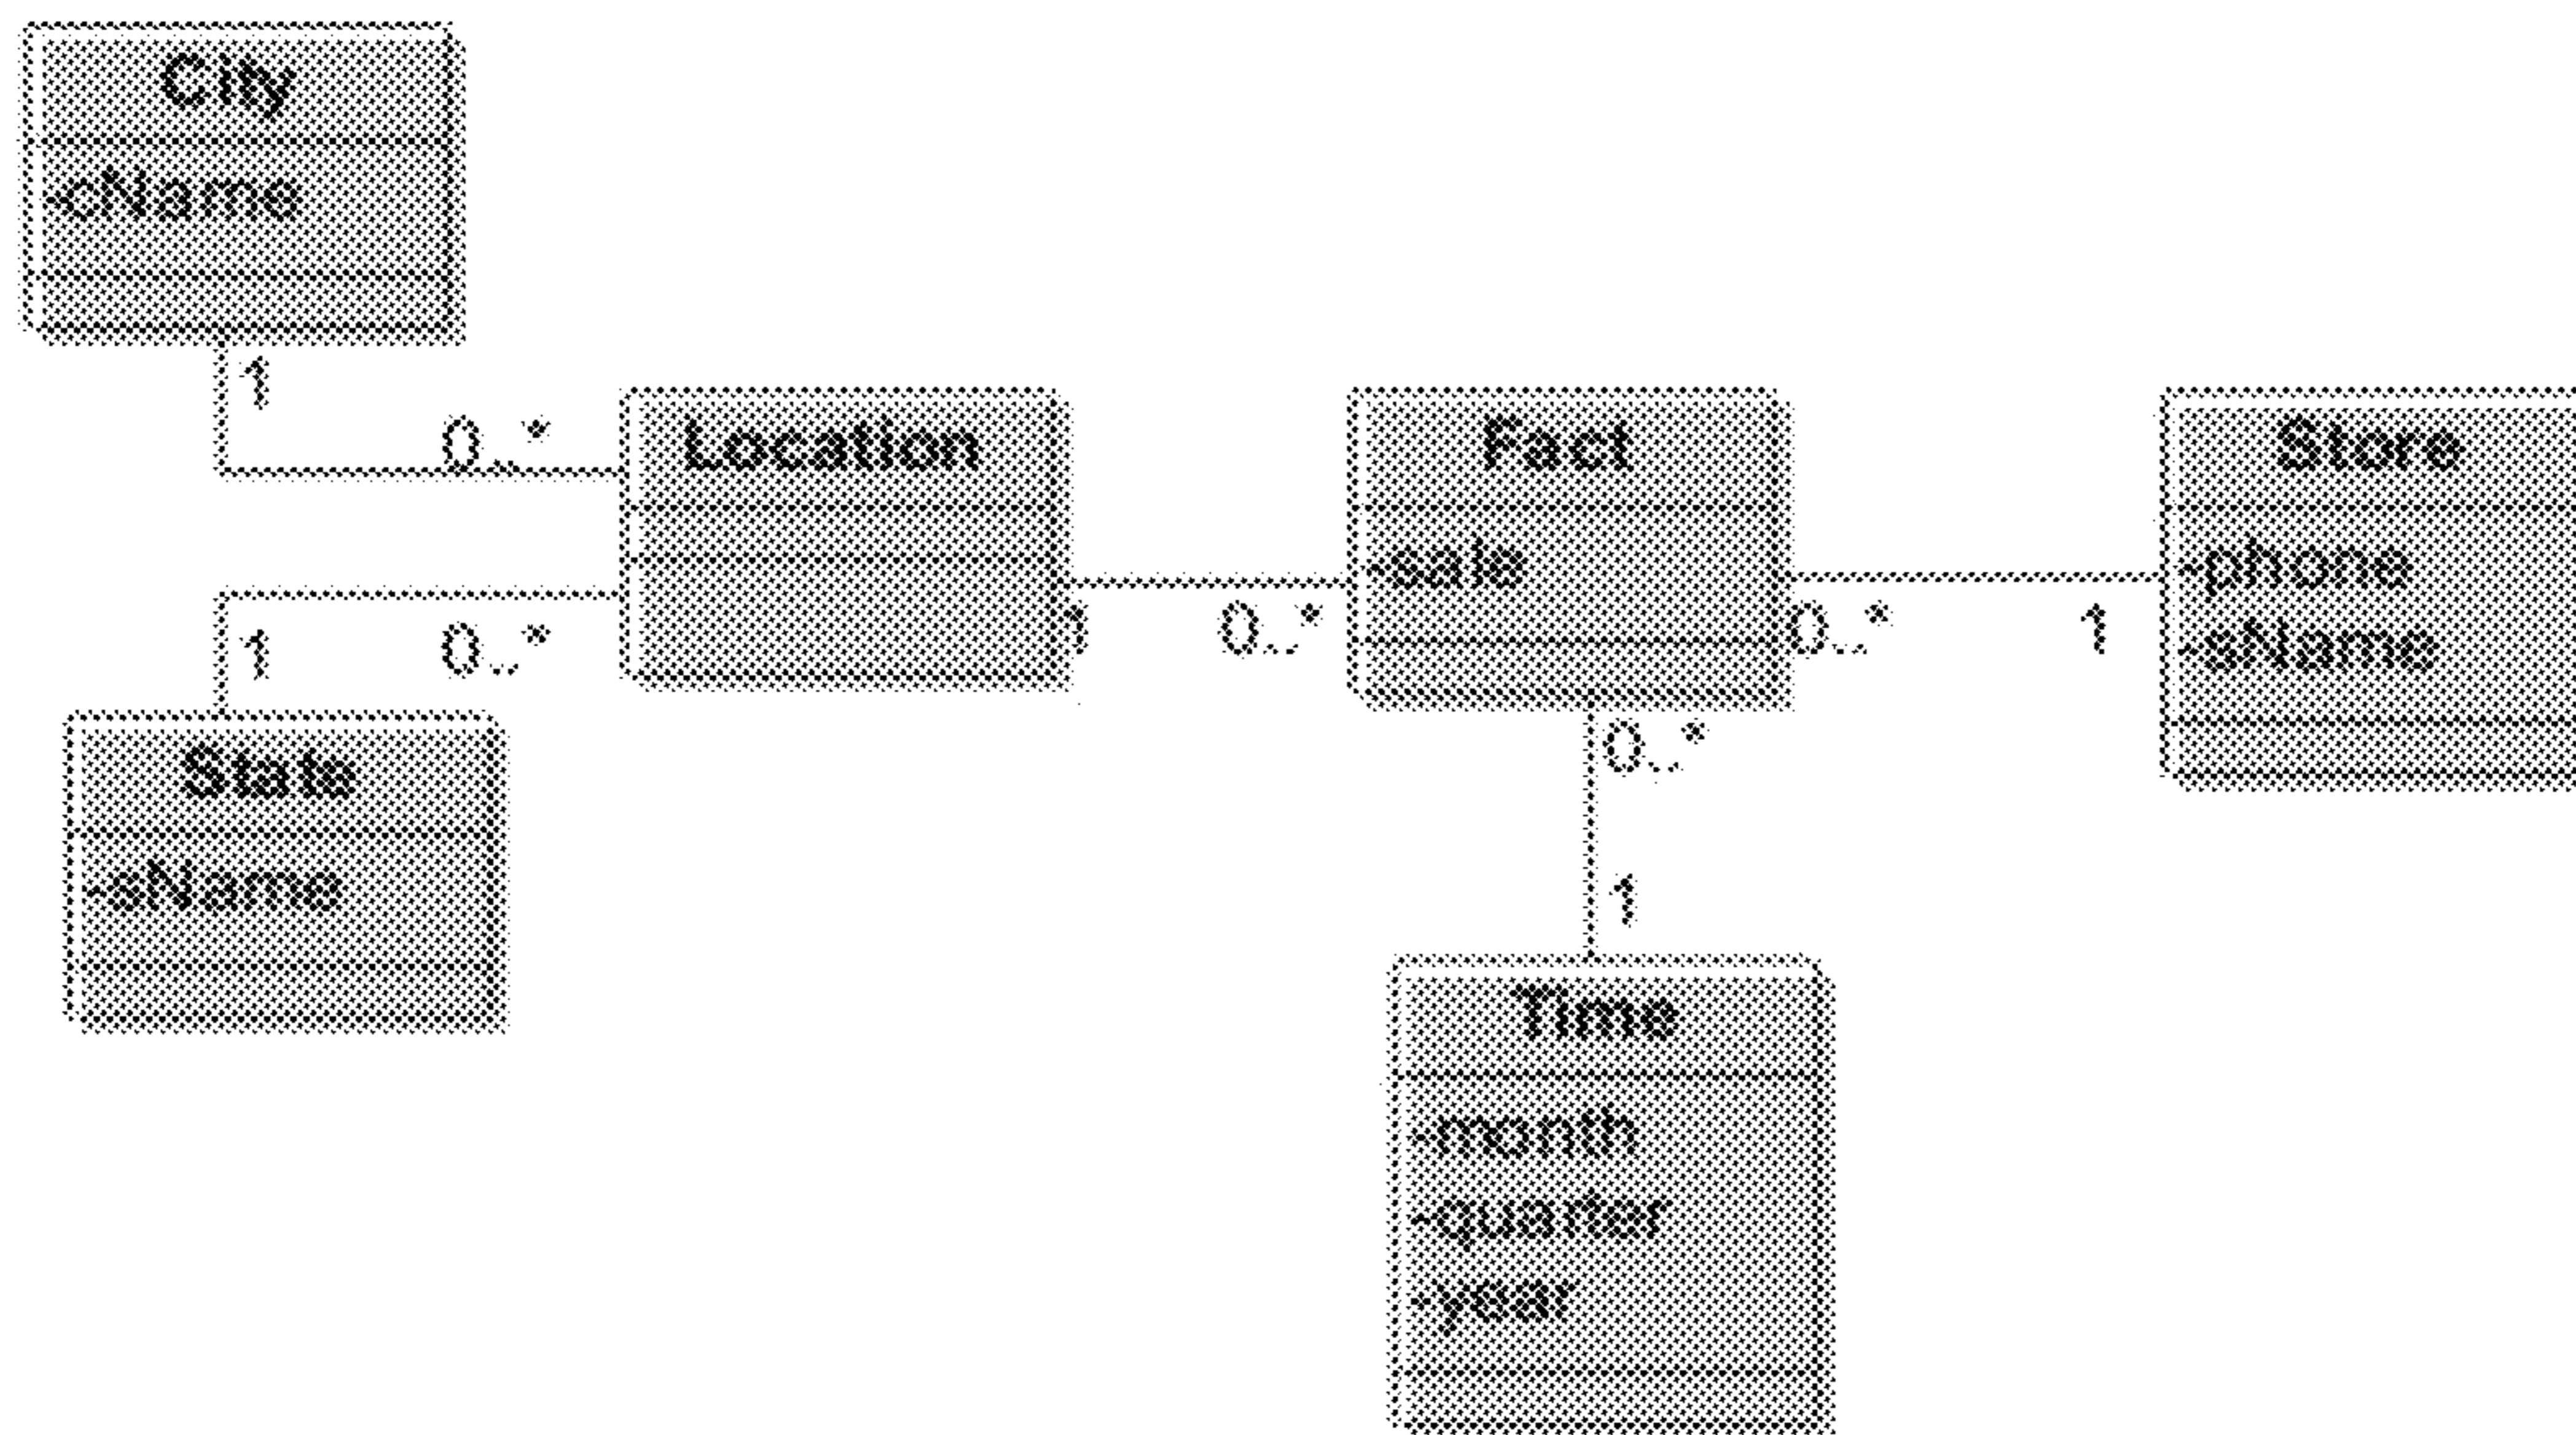 City
-cName
1
0..*
Location
1
0..*
Fact
-sale
0..*
1
Store
-phone
-sName
1
0..*
State
-sName
0..*
1
Time
-month
-quarter
-year